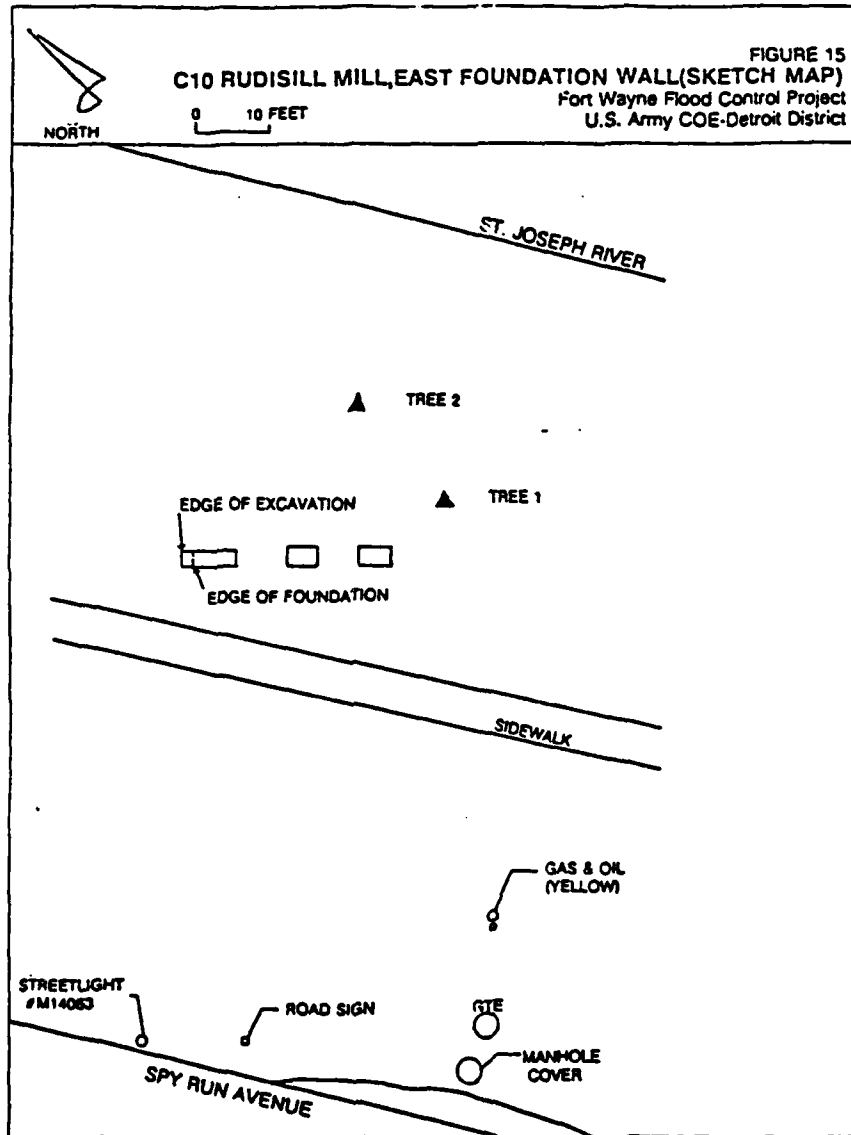 FIGURE 15
C10 RUDISILL MILL,EAST FOUNDATION WALL(SKETCH MAP)
Fort Wayne Flood Control Project
U.S. Army COE-Detroit District
0 10 FEET
NORTH
ST. JOSEPH RIVER
TREE 2
TREE 1
EDGE OF EXCAVATION
EDGE OF FOUNDATION
SIDEWALK
GAS & OIL
(YELLOW)
STREETLIGHT
#M14063
ROAD SIGN
GTE
MANHOLE
COVER
SPY RUN AVENUE